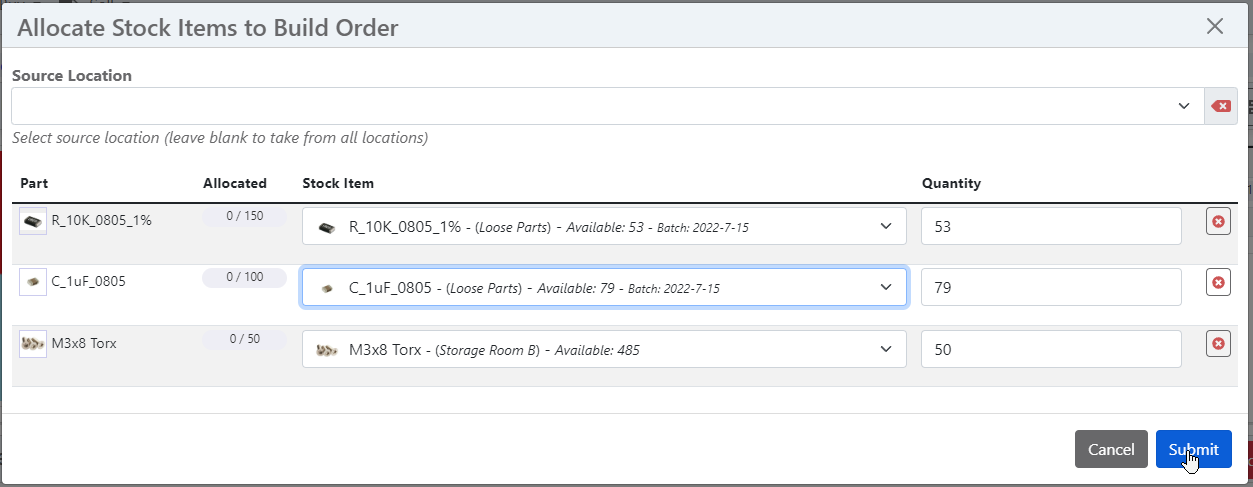 Allocate Stock Items to Build Order
Source Location
Select source location (leave blank to take from all locations)
Part Allocated Stock Item Quantity
R_10K_0805_1% 0 / 150 R_10K_0805_1% - (Loose Parts) - Available: 53 - Batch: 2022-7-15 53
C_1uF_0805 0 / 100 C_1uF_0805 - (Loose Parts) - Available: 79 - Batch: 2022-7-15 79
M3x8 Torx 0 / 50 M3x8 Torx - (Storage Room B) - Available: 485 50
Cancel Submit